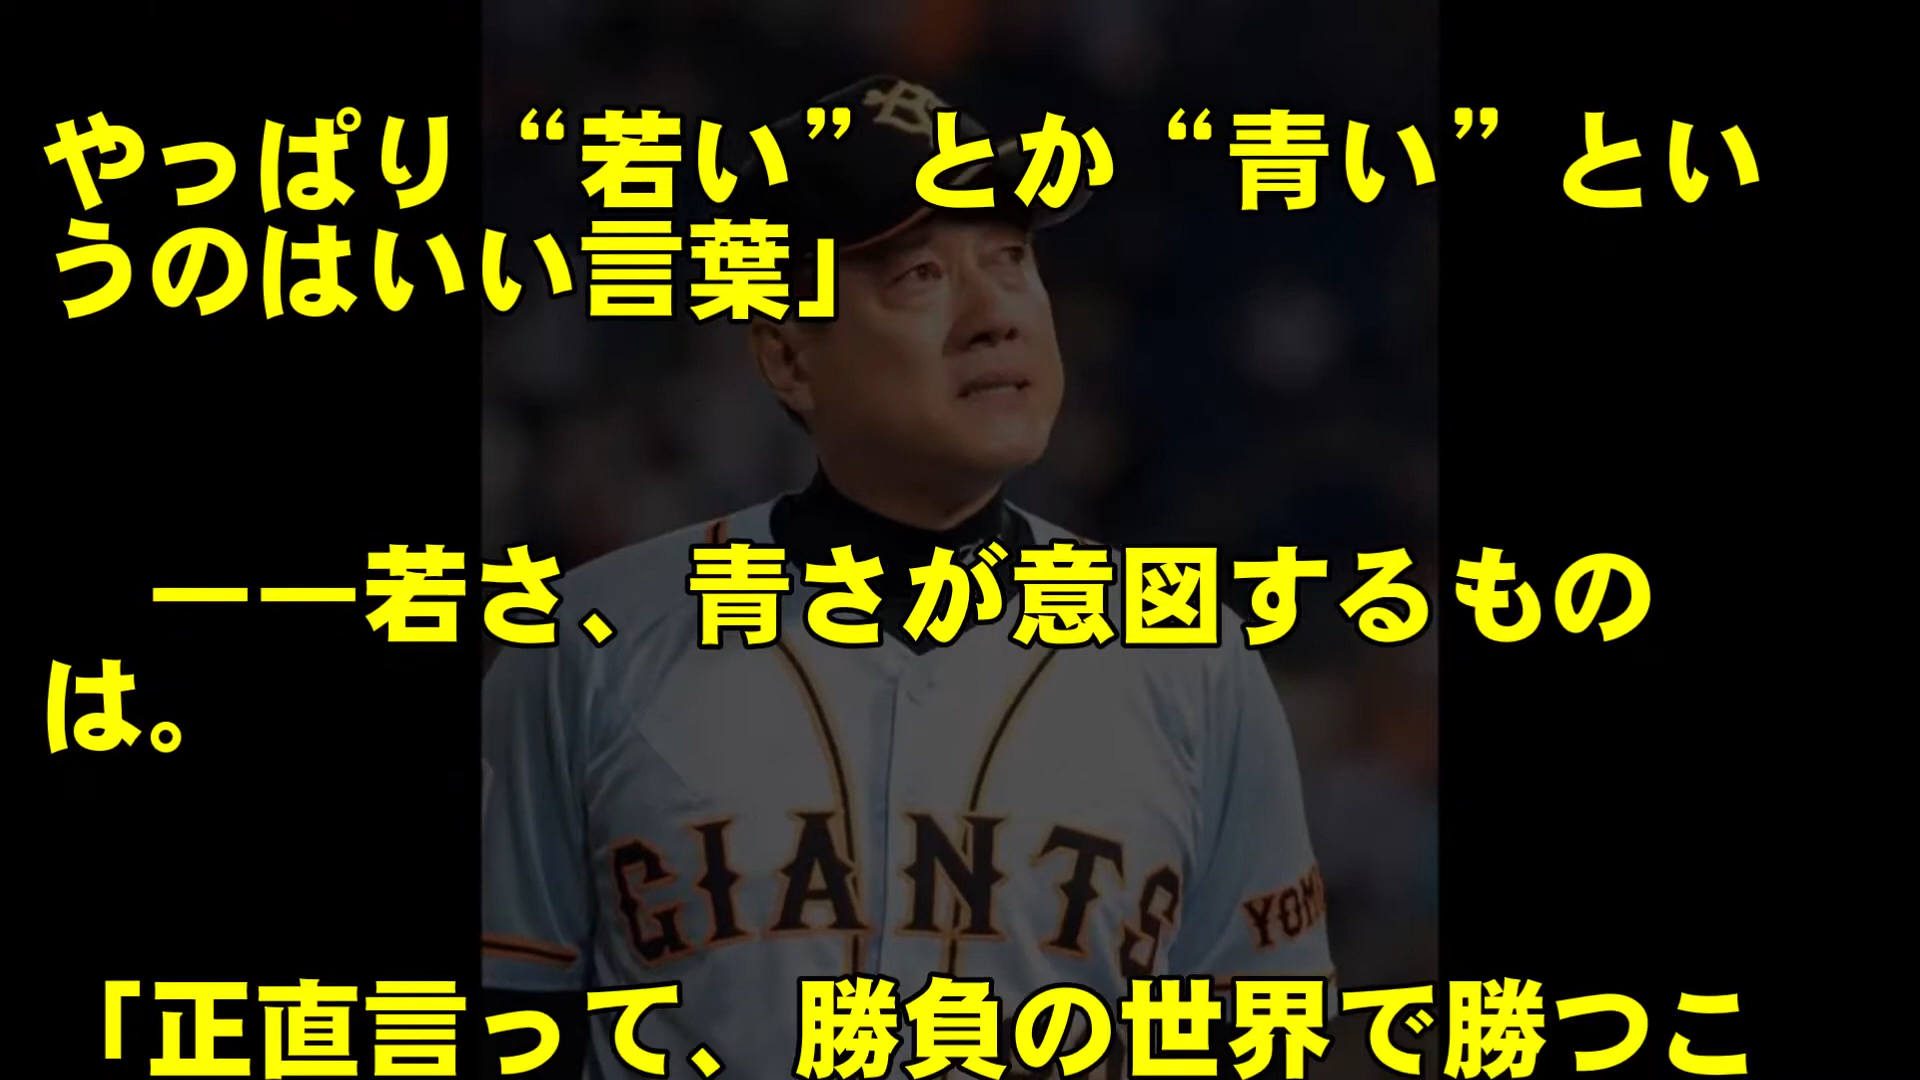 やっぱり“若い”とか“青い”とい
うのはいい言葉」
――若さ、青さが意図するもの
は。
「正直言って、勝負の世界で勝つこ
GIANTS